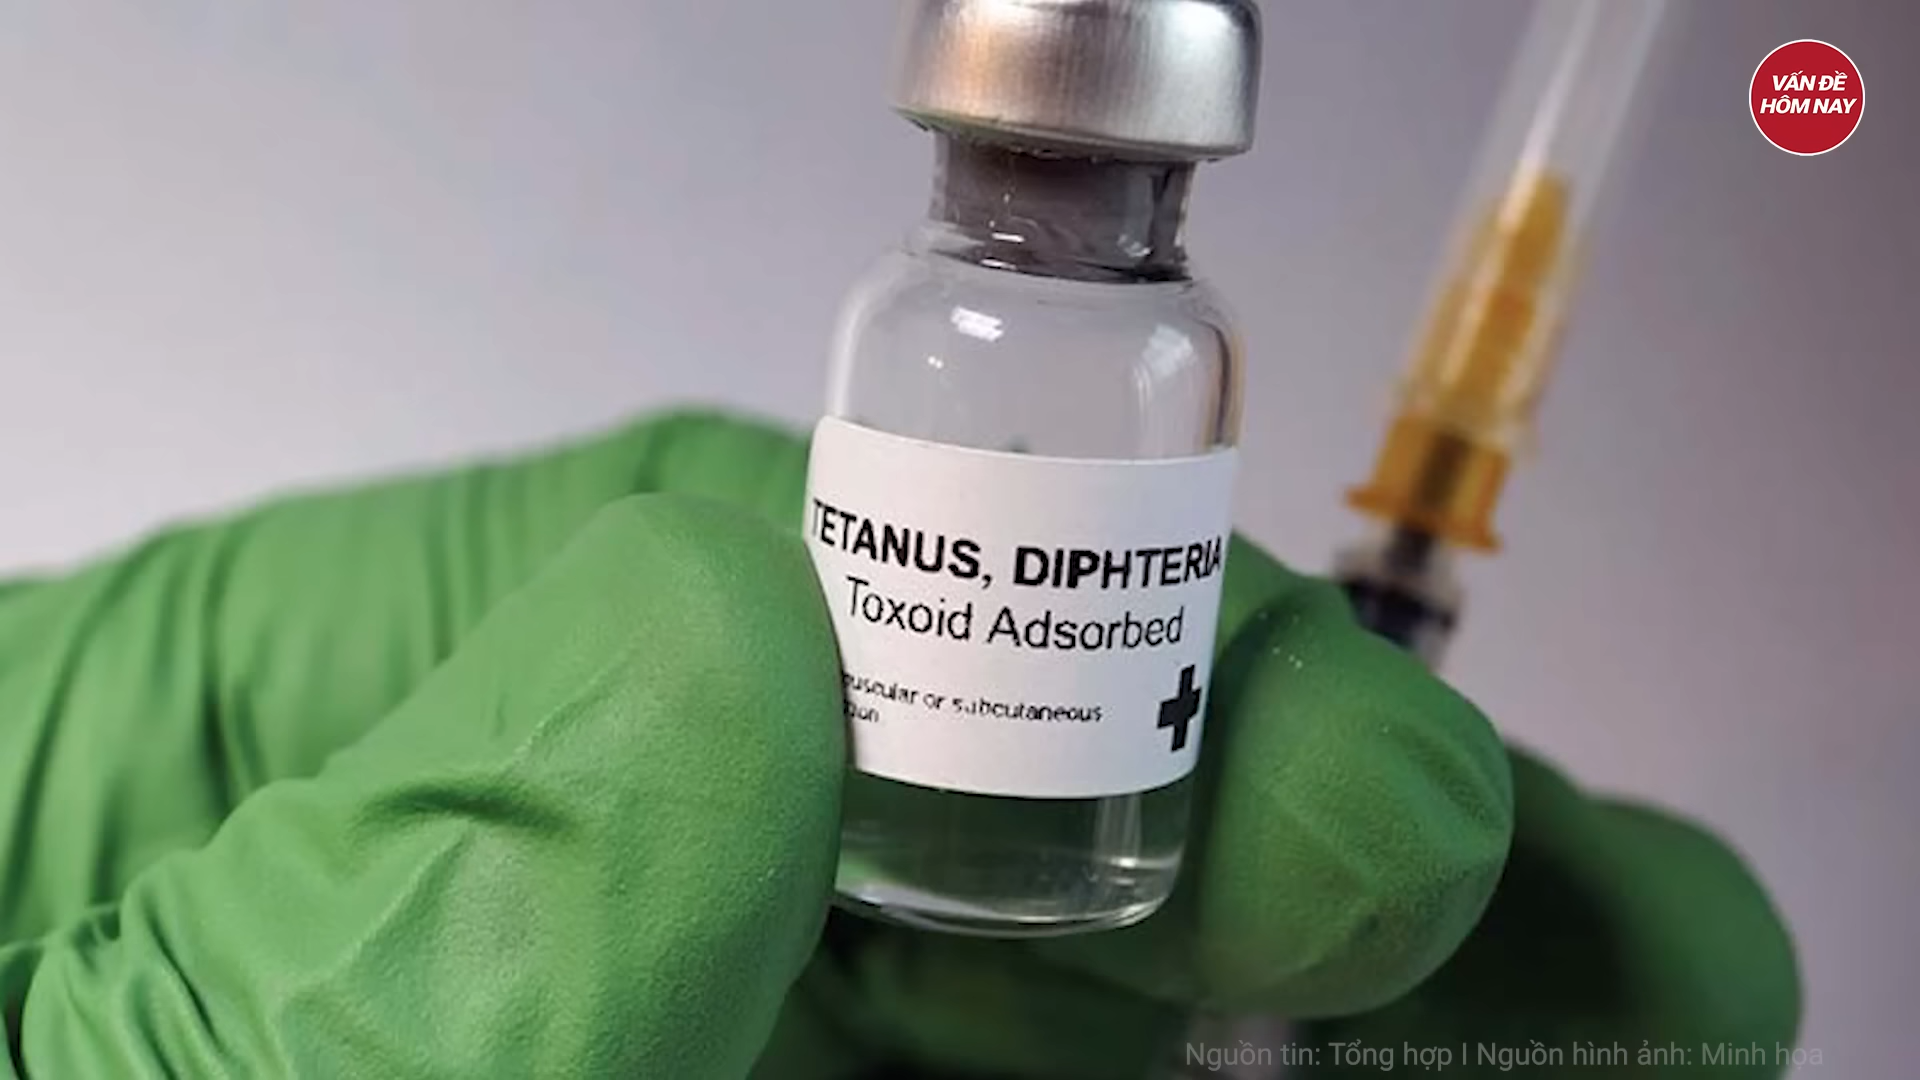 VẤN ĐỀ
HÔM NAY
TETANUS, DIPHTERIA
Toxoid Adsorbed
or subcutaneous
Nguồn tin: Tổng hợp I Nguồn hình ảnh: Minh họa